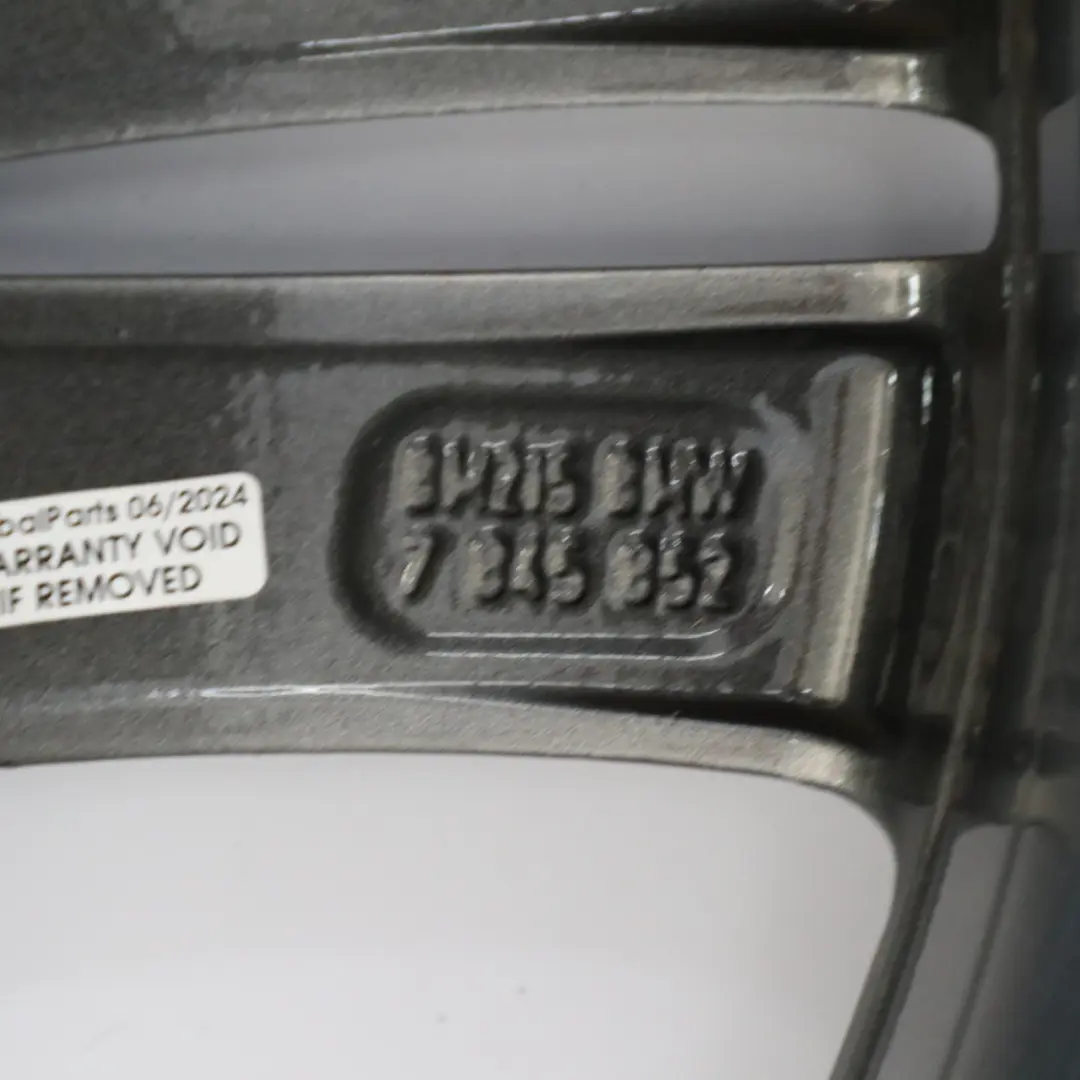 balParts 06/2024
ARRANTY VOID
IF REMOVED
BMW
7 845 852